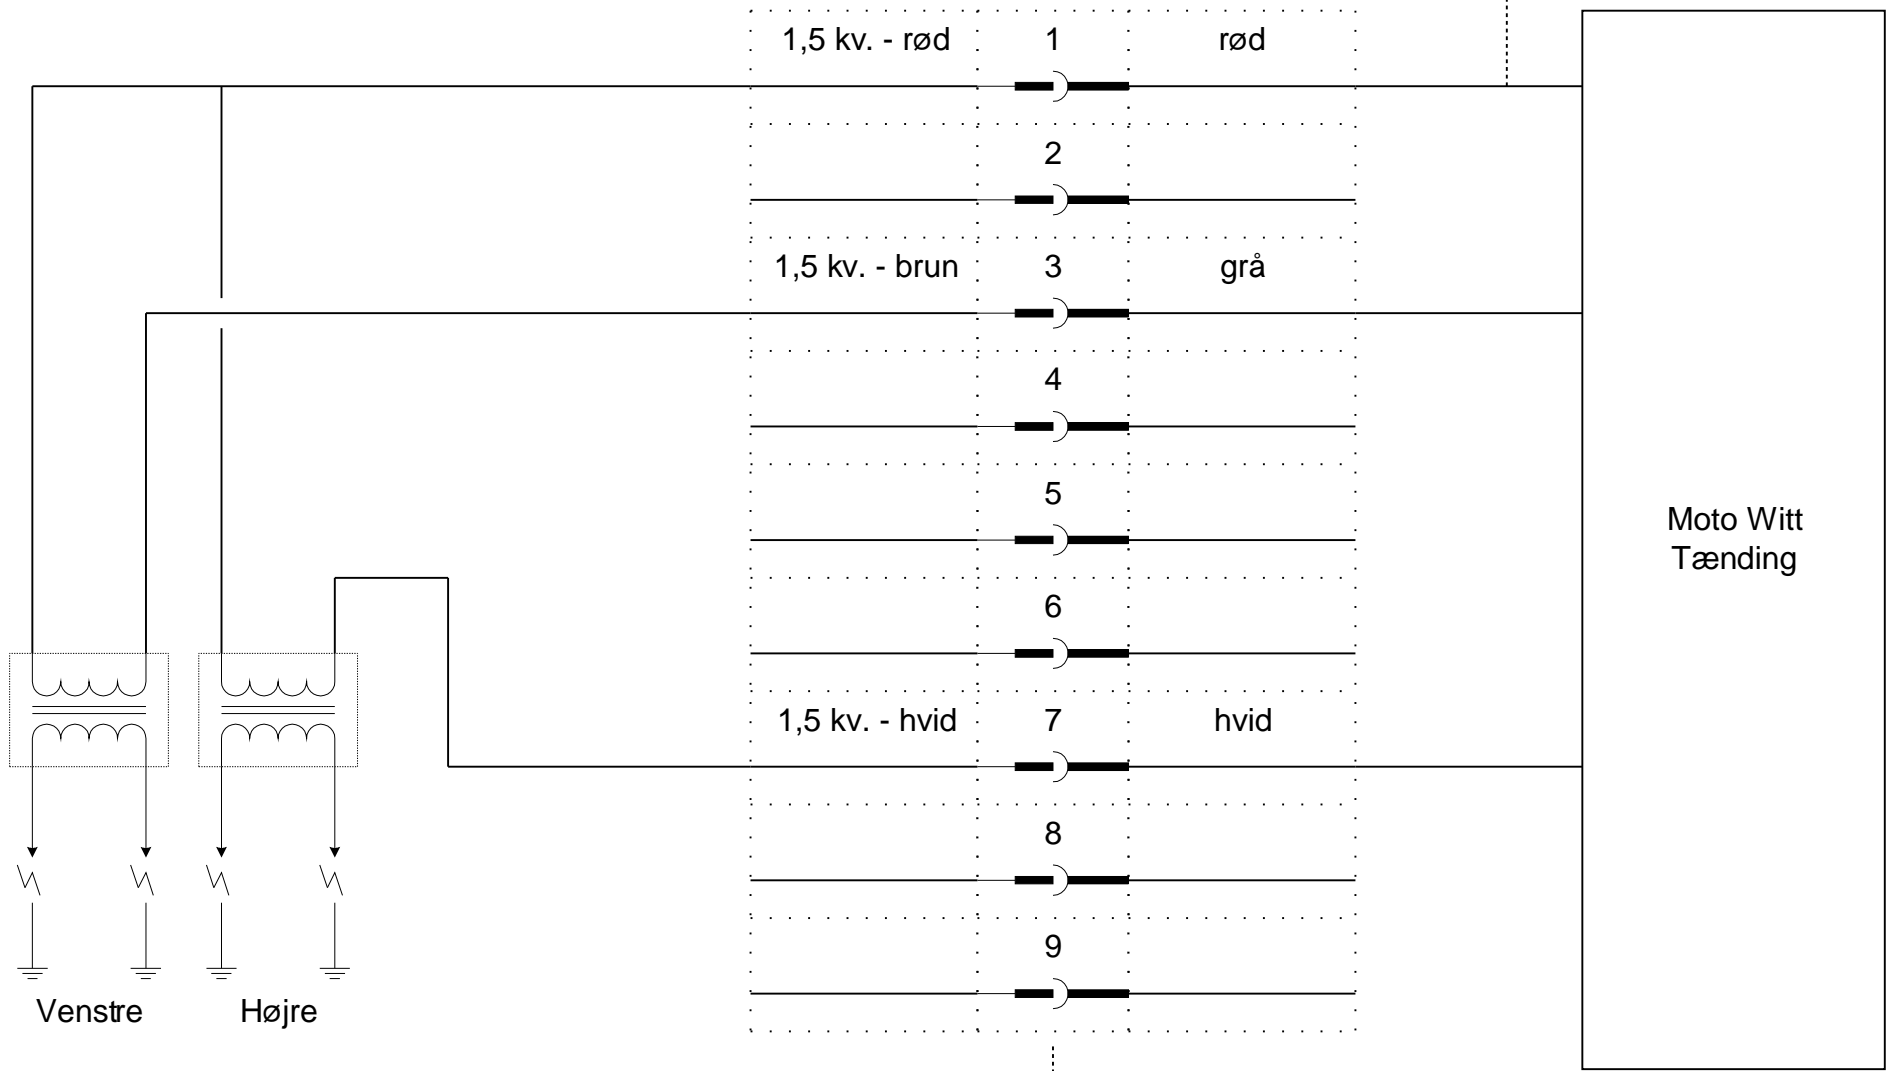 1,5 kv. - rød 1 rød
2
1,5 kv. - brun 3 grå
4
5
Moto Witt
Tænding
6
1,5 kv. - hvid 7 hvid
8
9
Venstre Højre